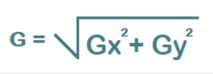 G = √Gx² + Gy²